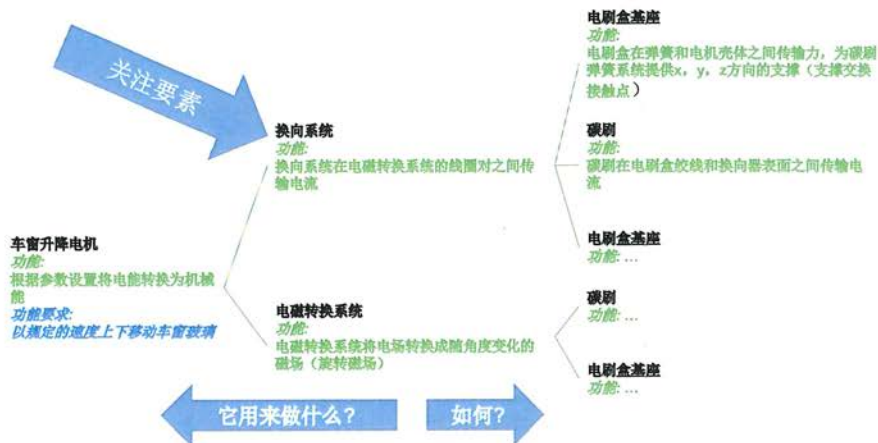 关注要素
电刷盒基座
功能:
电刷盒在弹簧和电机壳体之间传输力，为碳刷
弹簧系统提供x，y，z方向的支撑（支撑交换
接触点）
换向系统
功能:
换向系统在电磁转换系统的线圈对之间传
输电流
碳刷
功能:
碳刷在电刷盒绞线和换向器表面之间传输电
流
车窗升降电机
功能:
根据参数设置将电能转换为机械
能
功能要求:
以规定的速度上下移动车窗玻璃
电刷盒基座
功能: ...
电磁转换系统
功能:
电磁转换系统将电场转换成随角度变化的
磁场（旋转磁场）
碳刷
功能: ...
电刷盒基座
功能: ...
它用来做什么?
如何?